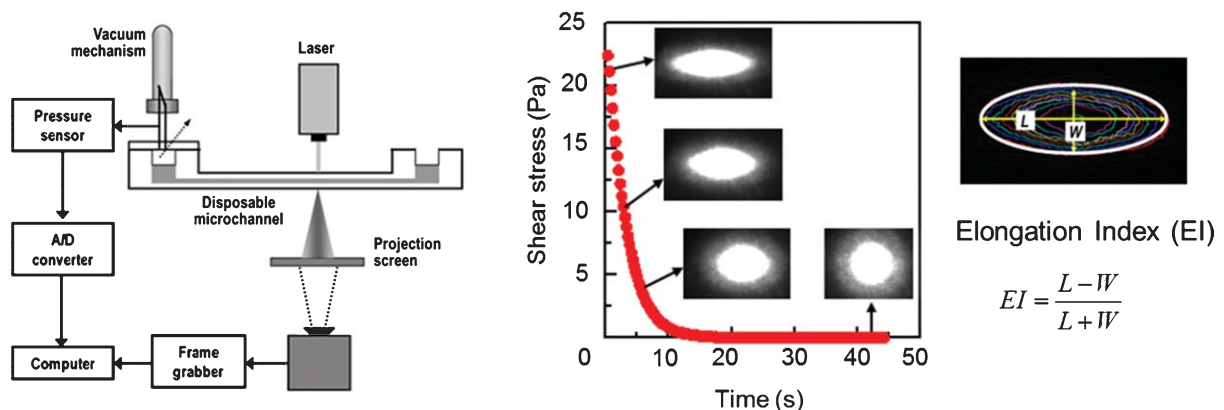 Vacuum
mechanism
Laser
Pressure
sensor
Disposable
microchannel
A/D
converter
Projection
screen
Computer
Frame
grabber
Shear stress (Pa)
25
20
15
10
5
0
10
20
30
40
50
Time (s)
L
W
Elongation Index (EI)
EI = \frac{L-W}{L+W}